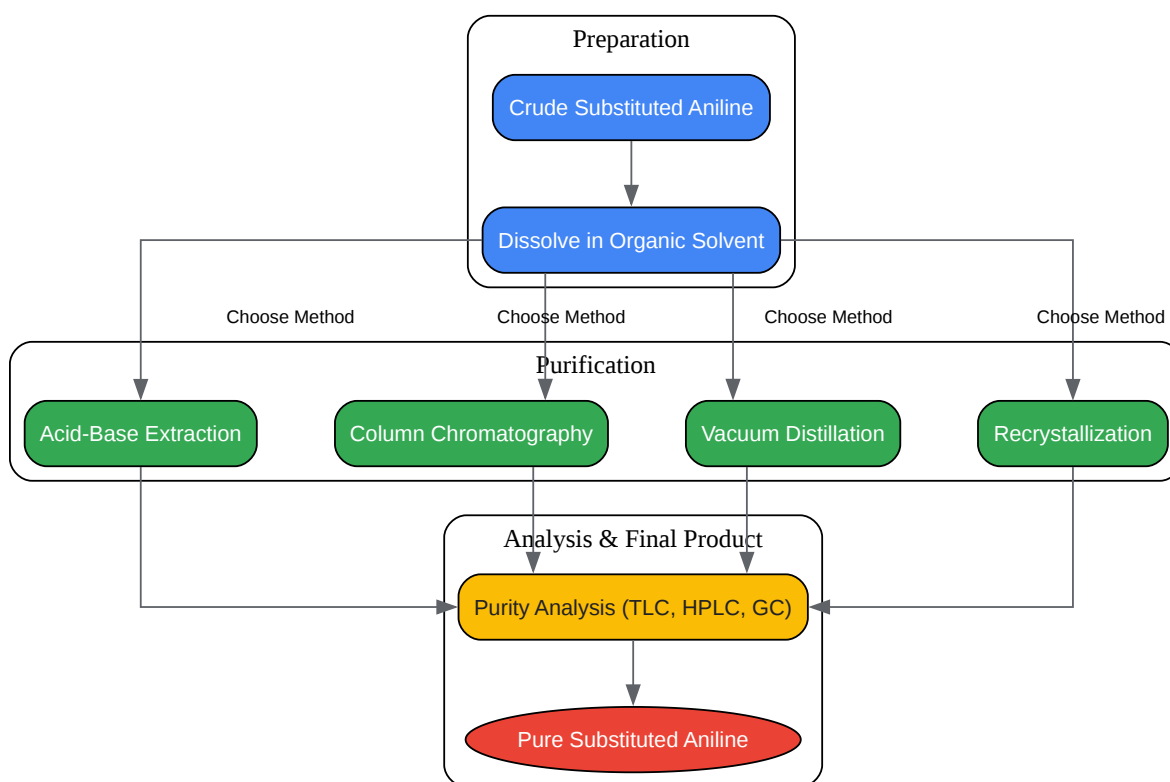 Preparation
Crude Substituted Aniline
Dissolve in Organic Solvent
Choose Method
Choose Method
Choose Method
Choose Method
Purification
Acid-Base Extraction
Column Chromatography
Vacuum Distillation
Recrystallization
Analysis & Final Product
Purity Analysis (TLC, HPLC, GC)
Pure Substituted Aniline